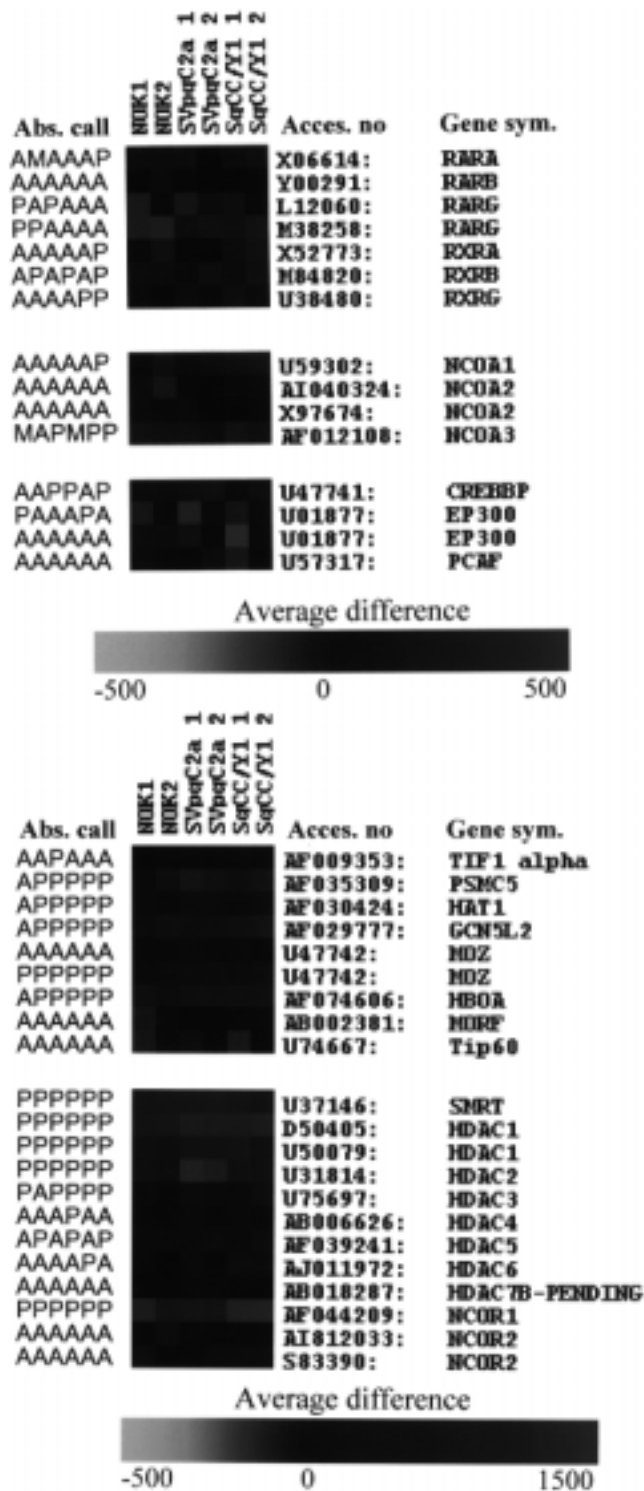 NOK1 NOK2 SVpqC2a 1 SVpqC2a 2 SqCC/Y1 1 SqCC/Y1 2
Abs. call Acces. no Gene sym.
AMAAAP X06614: RARA
AAAAAA Y00291: RARB
PAPAAA L12060: RARG
PPAAAA M38258: RARG
AAAAAP X52773: RXRA
APAPAP M84820: RXRB
AAAAPP U38480: RXRG
AAAAAP U59302: NCOA1
AAAAAA AI040324: NCOA2
AAAAAA X97674: NCOA2
MAPMPP AF012108: NCOA3
AAPPAP U47741: CREBBP
PAAAPA U01877: EP300
AAAAAA U01877: EP300
AAAAAA U57317: PCAF
Average difference
-500 0 500
NOK1 NOK2 SVpqC2a 1 SVpqC2a 2 SqCC/Y1 1 SqCC/Y1 2
Abs. call Acces. no Gene sym.
AAPAAA AF009353: TIF1 alpha
APPPPP AF035309: PSMC5
APPPPP AF030424: HAT1
APPPPP AF029777: GCN5L2
AAAAAA U47742: MOZ
PPPPPP U47742: MOZ
APPPPP AF074606: HBOA
AAAAAA AB002381: MORF
AAAAAA U74667: Tip60
PPPPPP U37146: SMRT
PPPPPP D50405: HDAC1
PPPPPP U50079: HDAC1
PPPPPP U31814: HDAC2
PAPPPP U75697: HDAC3
AAAPAA AB006626: HDAC4
APAPAP AF039241: HDAC5
AAAAPA AJ011972: HDAC6
AAAAAA AB018287: HDAC7B-PENDING
PPPPPP AF044209: NCOR1
AAAAAA AI812033: NCOR2
AAAAAA S83390: NCOR2
Average difference
-500 0 1500